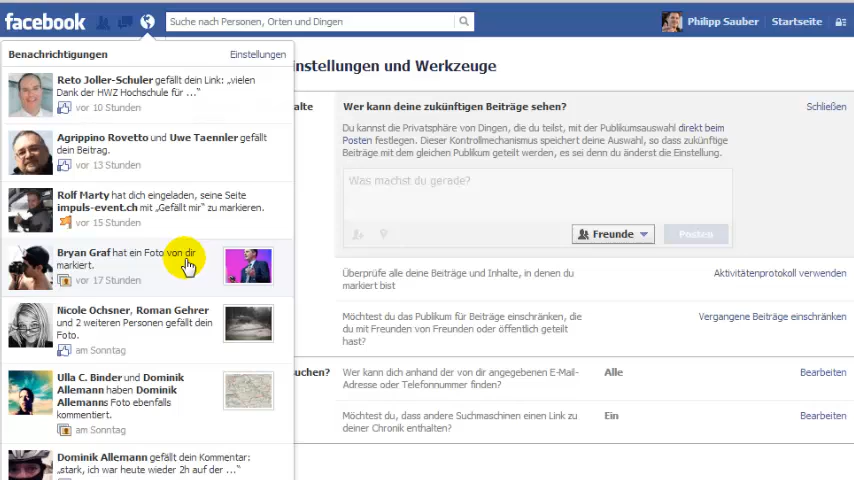 facebook
Suche nach Personen, Orten und Dingen
Philipp Sauber
Startseite
Benachrichtigungen
Einstellungen
Reto Joller-Schuler gefällt dein Link: „vielen
Dank der HWZ Hochschule für ...“
vor 10 Stunden
Agrippino Rovetto und Uwe Taennler gefällt
dein Beitrag.
vor 13 Stunden
Rolf Marty hat dich eingeladen, seine Seite
impuls-event.ch mit „Gefällt mir“ zu markieren.
vor 15 Stunden
Bryan Graf hat ein Foto von dir
markiert.
vor 17 Stunden
Nicole Ochsner, Roman Gehrer
und 2 weiteren Personen gefällt dein
Foto.
am Sonntag
Ulla C. Binder und Dominik
Allemann haben Dominik
Allemanns Foto ebenfalls
kommentiert.
am Sonntag
Dominik Allemann gefällt dein Kommentar:
„stark, ich war heute wieder 2h auf der ...“
instellungen und Werkzeuge
alte
Wer kann deine zukünftigen Beiträge sehen?
Schließen
Du kannst die Privatsphäre von Dingen, die du teilst, mit der Publikumsauswahl direkt beim
Posten festlegen. Dieser Kontrollmechanismus speichert deine Auswahl, so dass zukünftige
Beiträge mit dem gleichen Publikum geteilt werden, es sei denn du änderst die Einstellung.
Was machst du gerade?
Freunde
Posten
Überprüfe alle deine Beiträge und Inhalte, in denen du
markiert bist
Aktivitätenprotokoll verwenden
Möchtest du das Publikum für Beiträge einschränken, die
du mit Freunden von Freunden oder öffentlich geteilt
hast?
Vergangene Beiträge einschränken
suchen?
Wer kann dich anhand der von dir angegebenen E-Mail-
Adresse oder Telefonnummer finden?
Alle
Bearbeiten
Möchtest du, dass andere Suchmaschinen einen Link zu
deiner Chronik enthalten?
Ein
Bearbeiten